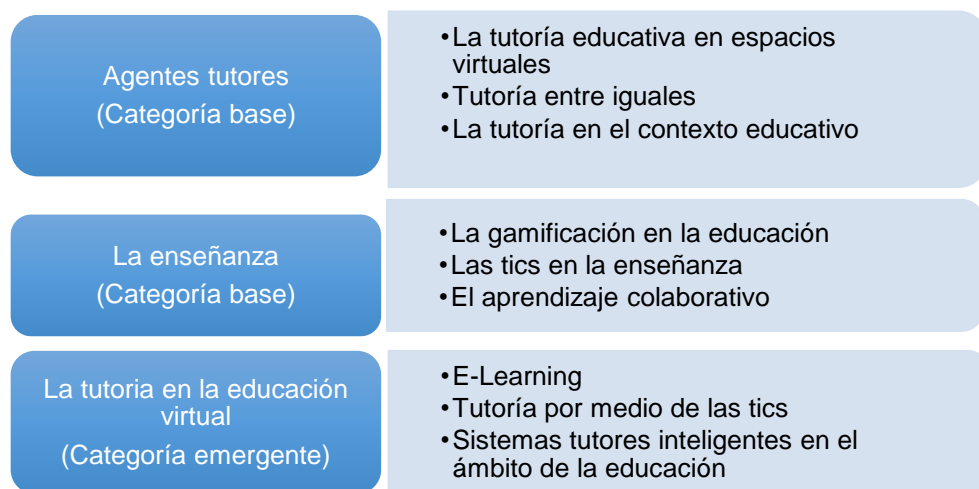 Agentes tutores
(Categoría base)
•La tutoría educativa en espacios
virtuales
•Tutoría entre iguales
•La tutoría en el contexto educativo
La enseñanza
(Categoría base)
•La gamificación en la educación
•Las tics en la enseñanza
•El aprendizaje colaborativo
La tutoria en la educación
virtual
(Categoría emergente)
•E-Learning
•Tutoría por medio de las tics
•Sistemas tutores inteligentes en el
ámbito de la educación